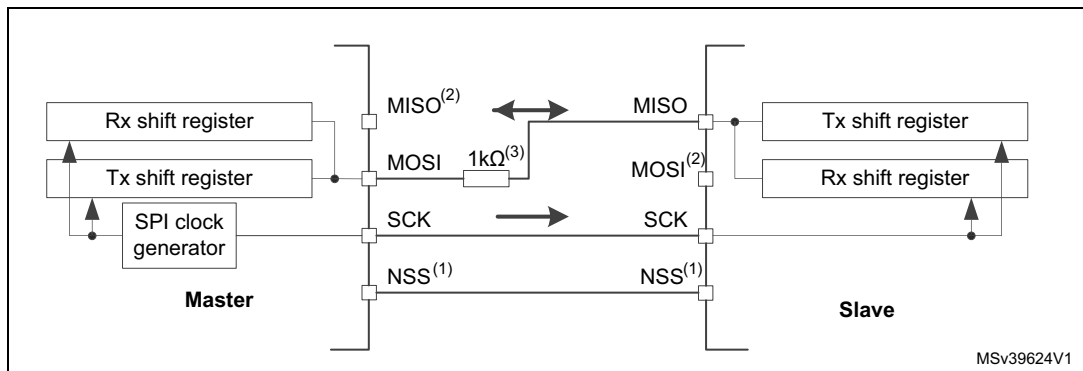 MISO(2)
MISO
Rx shift register
Tx shift register
MOSI
1kΩ(3)
MOSI(2)
Tx shift register
Rx shift register
SPI clock
generator
SCK
SCK
NSS(1)
NSS(1)
Master
Slave
MSv39624V1